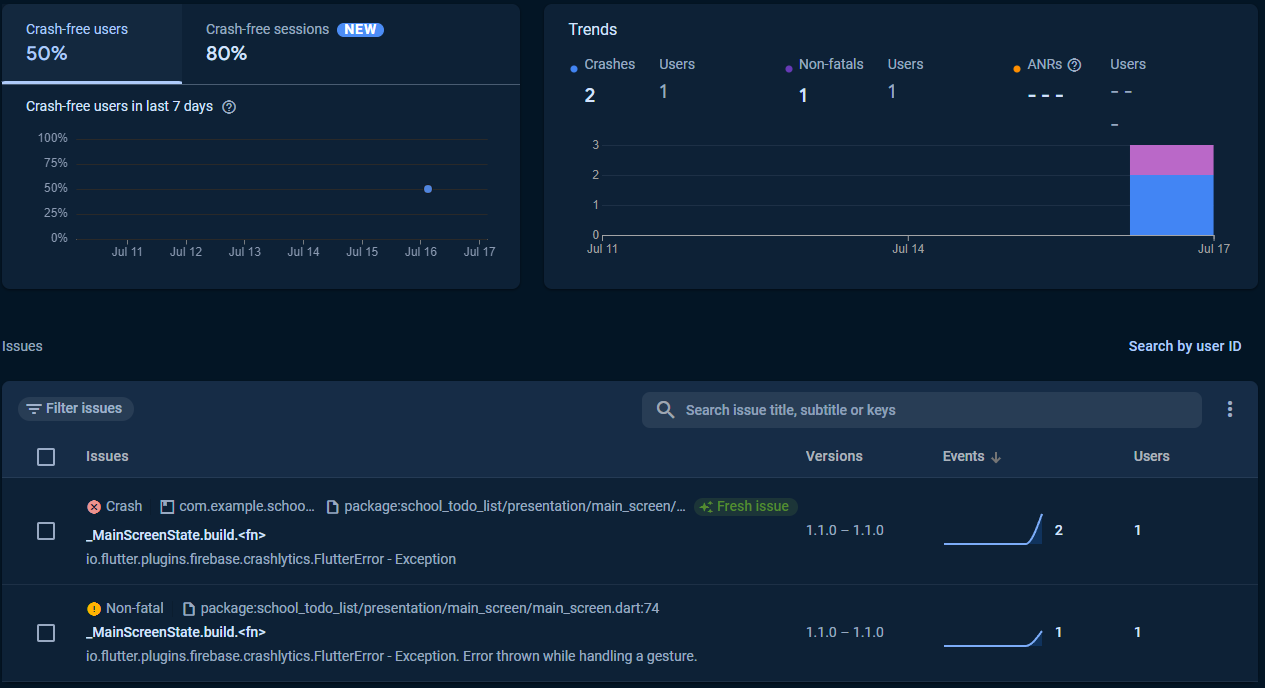 Crash-free users
50%
Crash-free sessions NEW
80%
Crash-free users in last 7 days
100%
75%
50%
25%
0%
Jul 11 Jul 12 Jul 13 Jul 14 Jul 15 Jul 16 Jul 17
Trends
Crashes Users Non-fatals Users ANRs Users
2 1 1 1 - - - - - -
3
2
1
0
Jul 11 Jul 14 Jul 17
Issues Search by user ID
Filter issues Search issue title, subtitle or keys
Issues Versions Events Users
Crash com.example.schoo... package:school_todo_list/presentation/main_screen/... Fresh issue
_MainScreenState.build.<fn> 1.1.0 – 1.1.0 2 1
io.flutter.plugins.firebase.crashlytics.FlutterError - Exception
Non-fatal package:school_todo_list/presentation/main_screen/main_screen.dart:74
_MainScreenState.build.<fn> 1.1.0 – 1.1.0 1 1
io.flutter.plugins.firebase.crashlytics.FlutterError - Exception. Error thrown while handling a gesture.